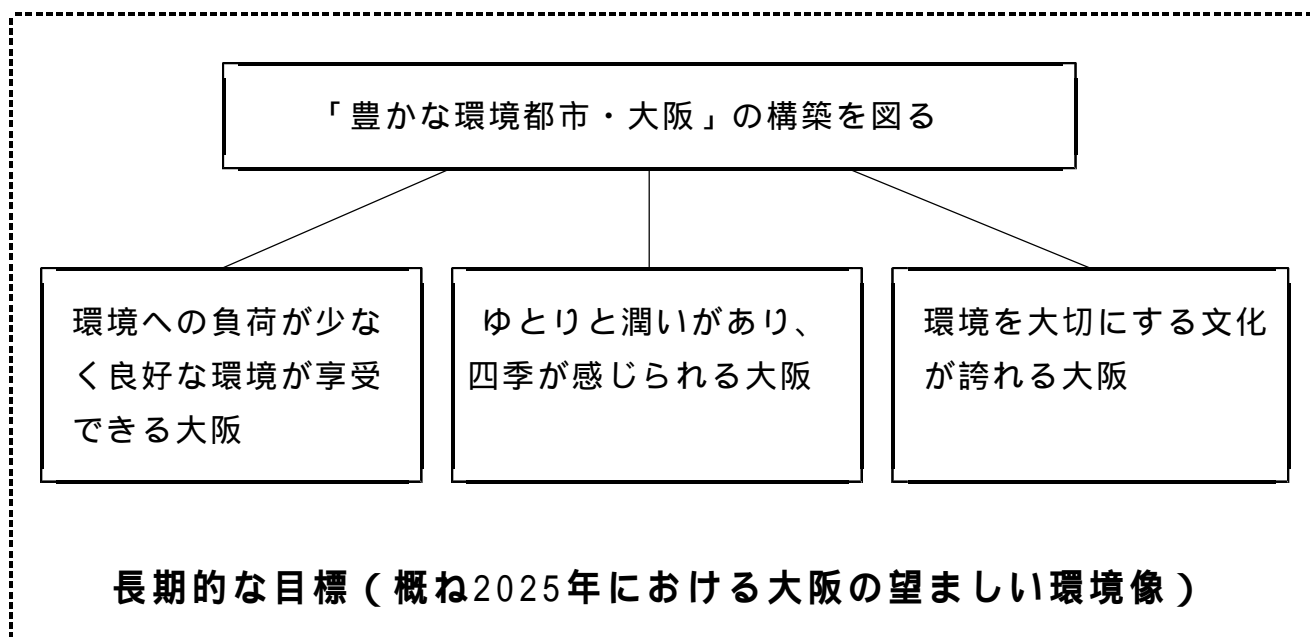 「豊かな環境都市・大阪」の構築を図る
環境への負荷が少な
く良好な環境が享受
できる大阪
ゆとりと潤いがあり、
四季が感じられる大阪
環境を大切にする文化
が誇れる大阪
長期的な目標(概ね2025年における大阪の望ましい環境像)